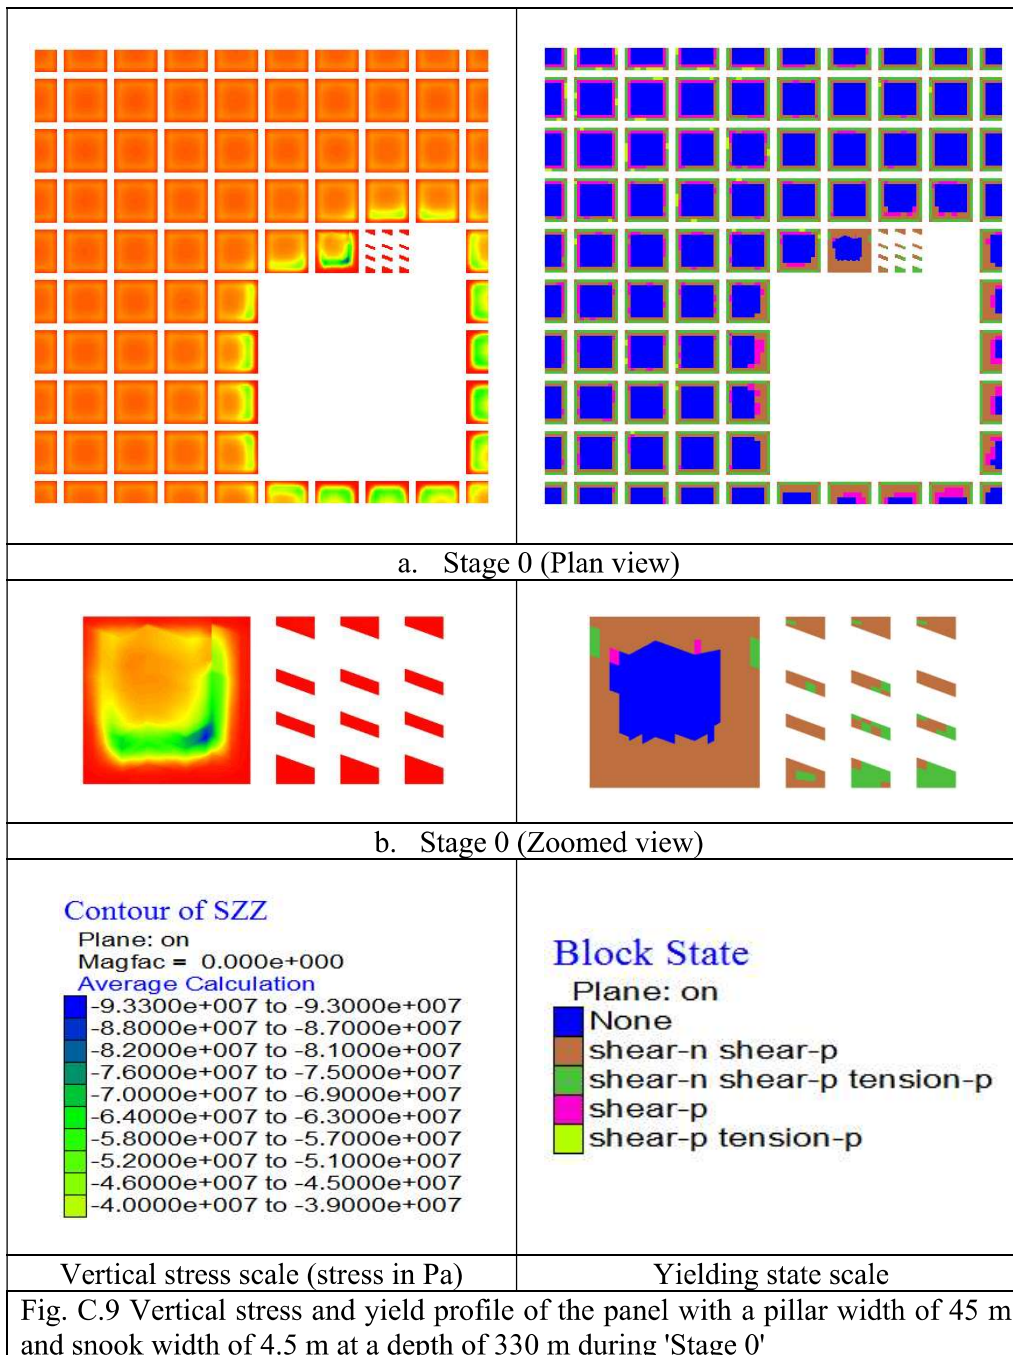 a. Stage 0 (Plan view)
b. Stage 0 (Zoomed view)
Contour of SZZ
Plane: on
Magfac = 0.000e+000
Average Calculation
-9.3300e+007 to -9.3000e+007
-8.8000e+007 to -8.7000e+007
-8.2000e+007 to -8.1000e+007
-7.6000e+007 to -7.5000e+007
-7.0000e+007 to -6.9000e+007
-6.4000e+007 to -6.3000e+007
-5.8000e+007 to -5.7000e+007
-5.2000e+007 to -5.1000e+007
-4.6000e+007 to -4.5000e+007
-4.0000e+007 to -3.9000e+007
Block State
Plane: on
None
shear-n shear-p
shear-n shear-p tension-p
shear-p
shear-p tension-p
Vertical stress scale (stress in Pa)
Yielding state scale
Fig. C.9 Vertical stress and yield profile of the panel with a pillar width of 45 m
and snook width of 4.5 m at a depth of 330 m during 'Stage 0'